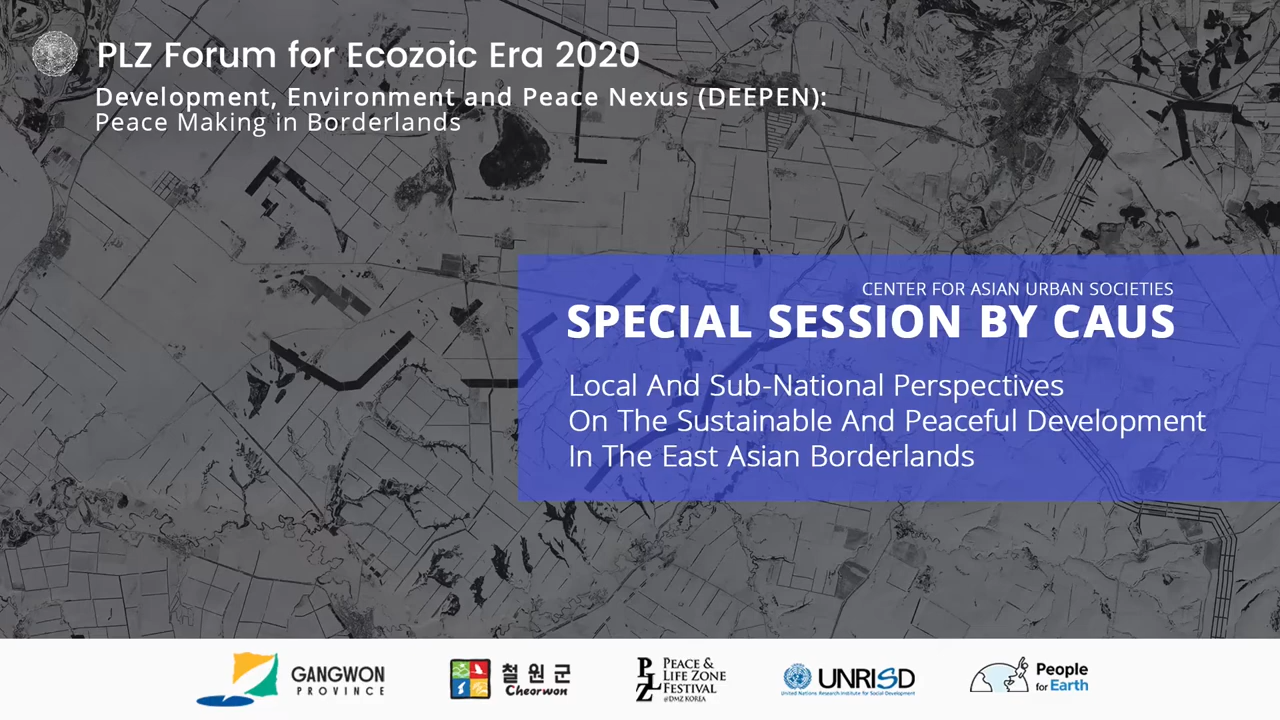 PLZ Forum for Ecozoic Era 2020
Development, Environment and Peace Nexus (DEEPEN):
Peace Making in Borderlands
CENTER FOR ASIAN URBAN SOCIETIES
SPECIAL SESSION BY CAUS
Local And Sub-National Perspectives
On The Sustainable And Peaceful Development
In The East Asian Borderlands
GANGWON
PROVINCE
철원군
Cheorwon
PLZ
PEACE &
LIFE ZONE
FESTIVAL
@DMZ KOREA
UNRISD
United Nations Research Institute for Social Development
People
for Earth